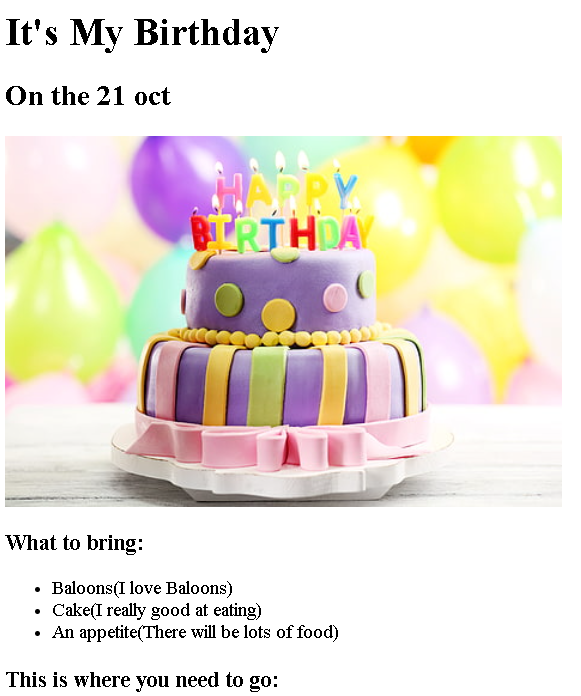 It's My Birthday
On the 21 oct
HAPPY
BIRTHDAY
What to bring:
Baloons(I love Baloons)
Cake(I really good at eating)
An appetite(There will be lots of food)
This is where you need to go: